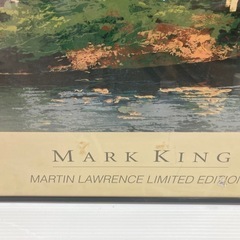 MARK KING
MARTIN LAWRENCE LIMITED EDITION